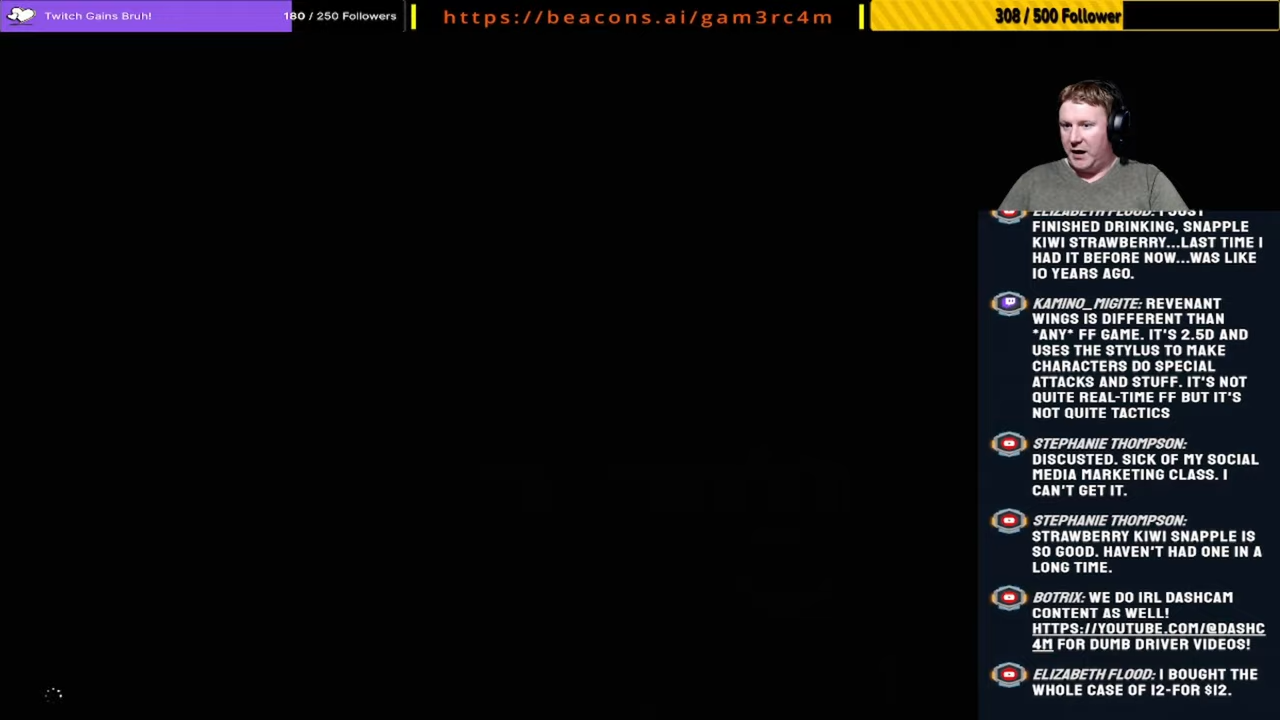 Twitch Gains Bruh!
180 / 250 Followers
https://beacons.ai/gam3rc4m
308 / 500 Follower
ELIZABETH FLOOD: I JUST
FINISHED DRINKING, SNAPPLE
KIWI STRAWBERRY...LAST TIME I
HAD IT BEFORE NOW...WAS LIKE
10 YEARS AGO.
KAMINO_MIGITE: REVENANT
WINGS IS DIFFERENT THAN
*ANY* FF GAME. IT'S 2.5D AND
USES THE STYLUS TO MAKE
CHARACTERS DO SPECIAL
ATTACKS AND STUFF. IT'S NOT
QUITE REAL-TIME FF BUT IT'S
NOT QUITE TACTICS
STEPHANIE THOMPSON:
DISCUSTED. SICK OF MY SOCIAL
MEDIA MARKETING CLASS. I
CAN'T GET IT.
STEPHANIE THOMPSON:
STRAWBERRY KIWI SNAPPLE IS
SO GOOD. HAVEN'T HAD ONE IN A
LONG TIME.
BOTRIX: WE DO IRL DASHCAM
CONTENT AS WELL!
HTTPS://YOUTUBE.COM/@DASHC
4M FOR DUMB DRIVER VIDEOS!
ELIZABETH FLOOD: I BOUGHT THE
WHOLE CASE OF 12-FOR $12.